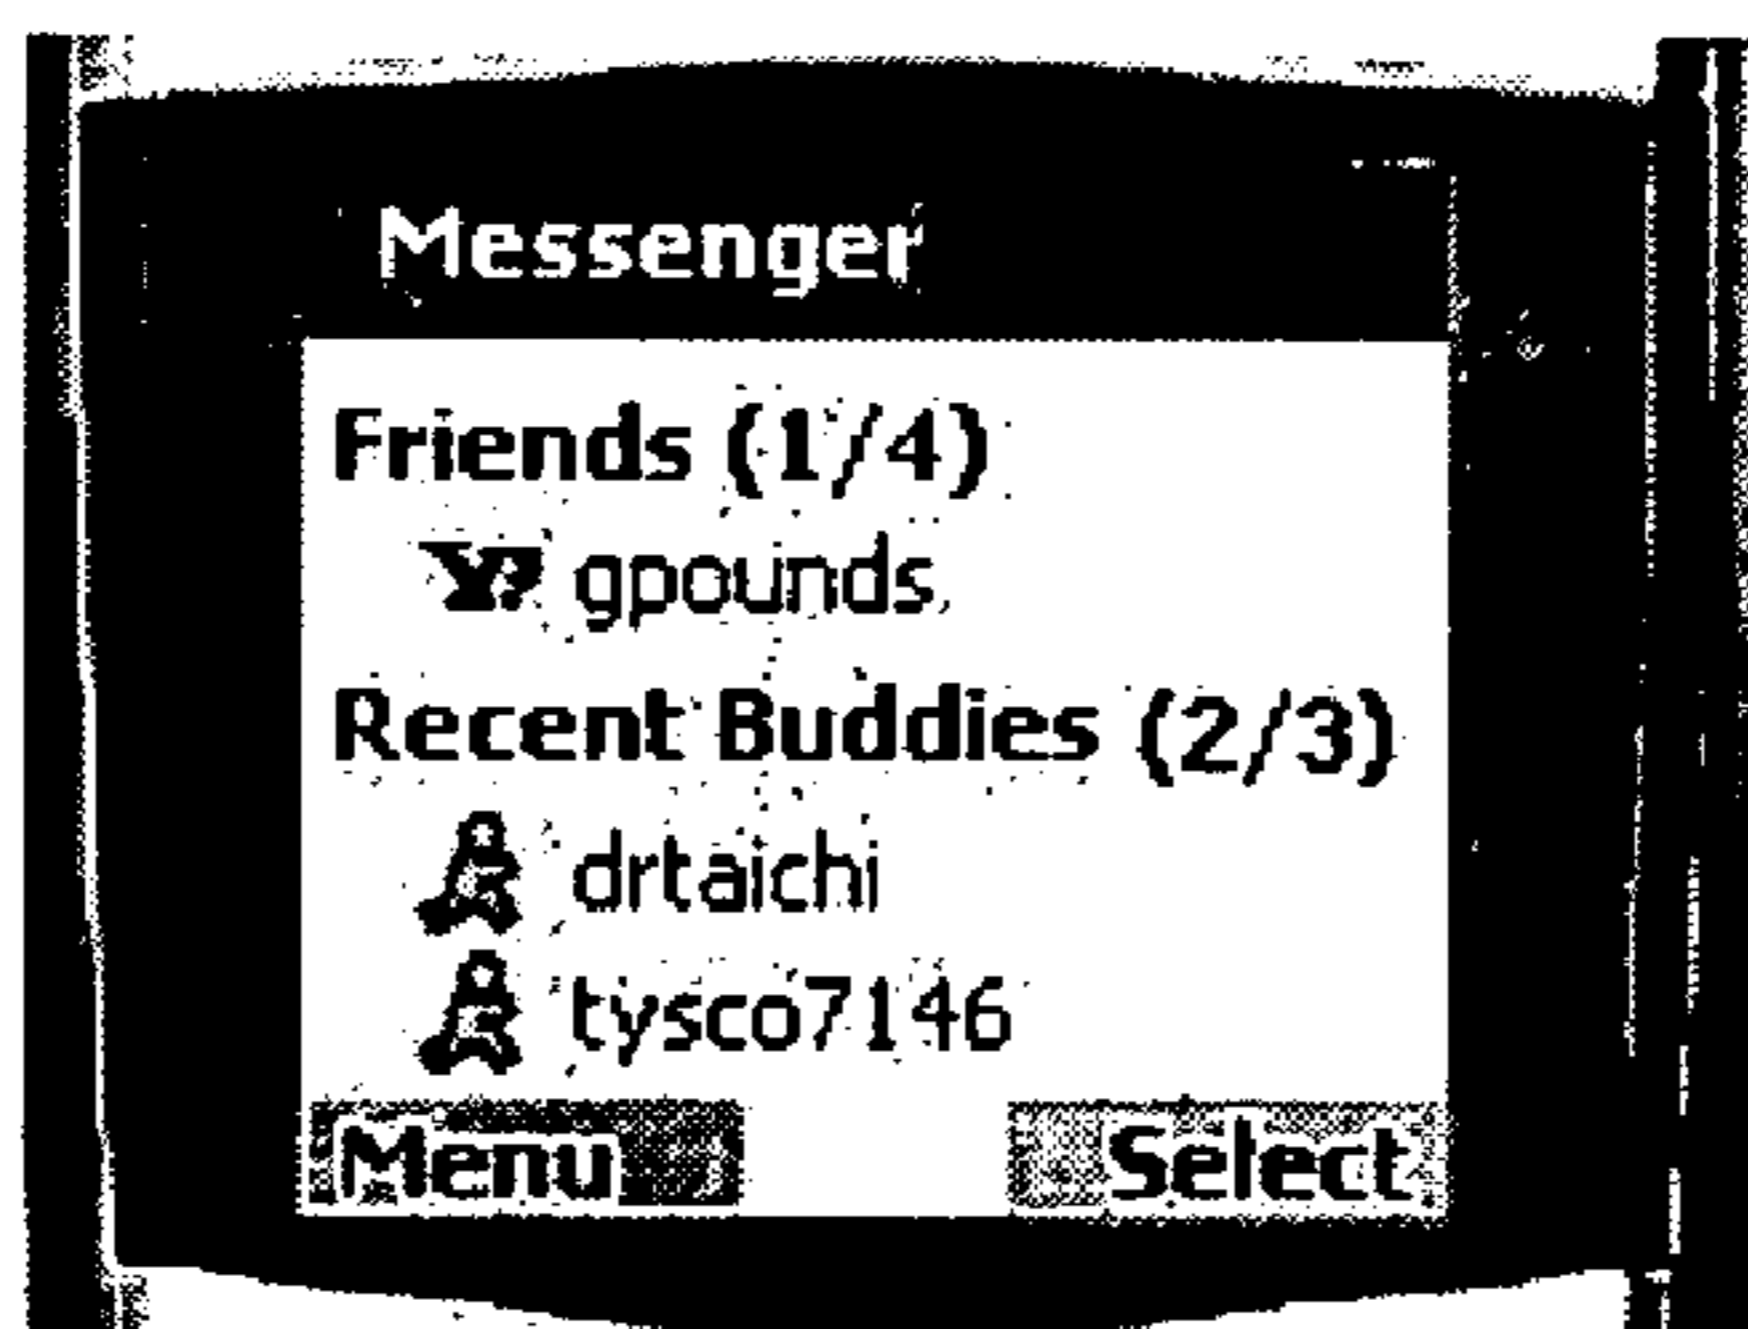 Messenger
Friends (1/4)
Y? gpounds
Recent Buddies (2/3)
drtaichi
tysco7146
Menu Select